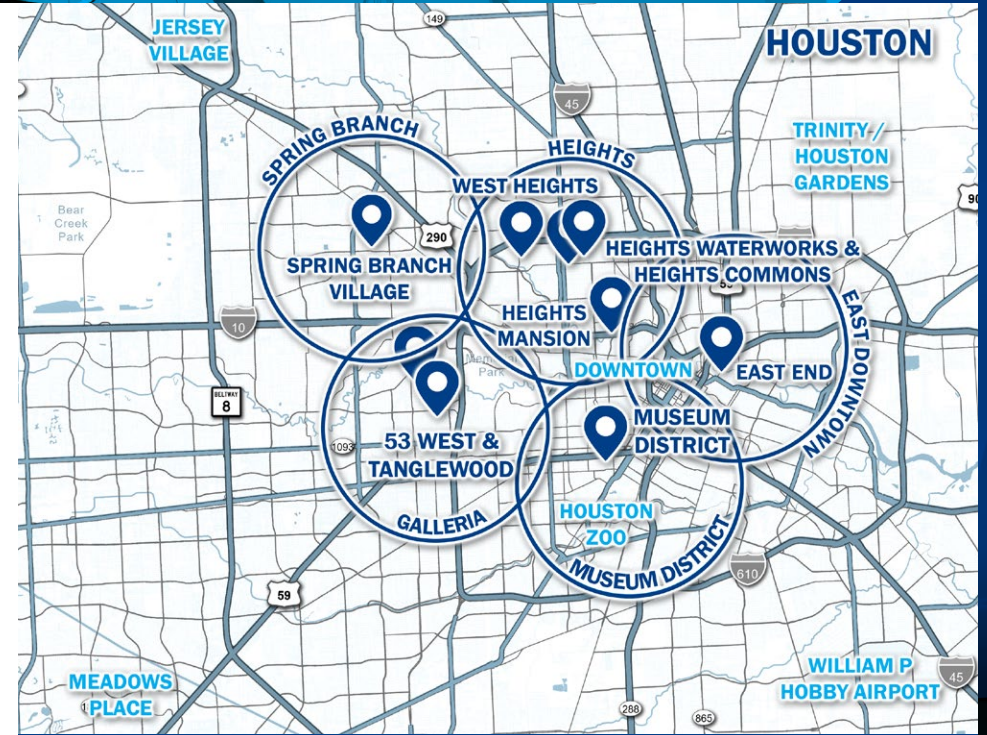 149
JERSEY
VILLAGE
HOUSTON
45
SPRING BRANCH
HEIGHTS
TRINITY /
HOUSTON
GARDENS
WEST HEIGHTS
Bear
Creek
Park
290
HEIGHTS WATERWORKS &
HEIGHTS COMMONS
SPRING BRANCH
VILLAGE
59
10
HEIGHTS
MANSION
EAST DOWNTOWN
Park
DOWNTOWN
EAST END
BELTWAY
8
MUSEUM
DISTRICT
53 WEST &
TANGLEWOOD
1093
GALLERIA
HOUSTON
ZOO
MUSEUM DISTRICT
610
59
MEADOWS
PLACE
WILLIAM P
HOBBY AIRPORT
45
288
865